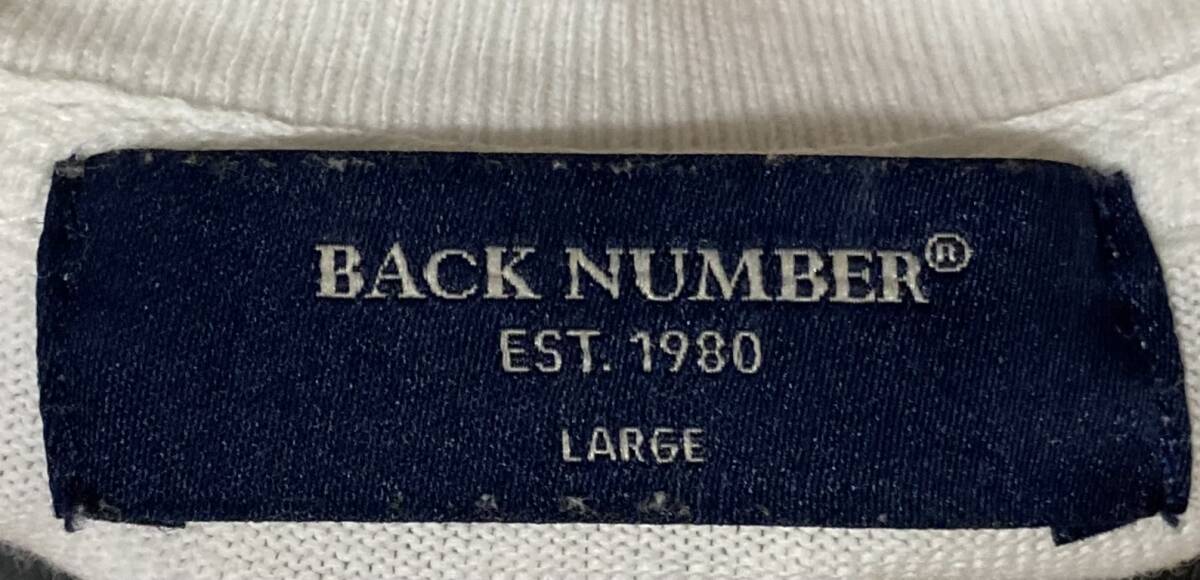 BACK NUMBER®
EST. 1980
LARGE